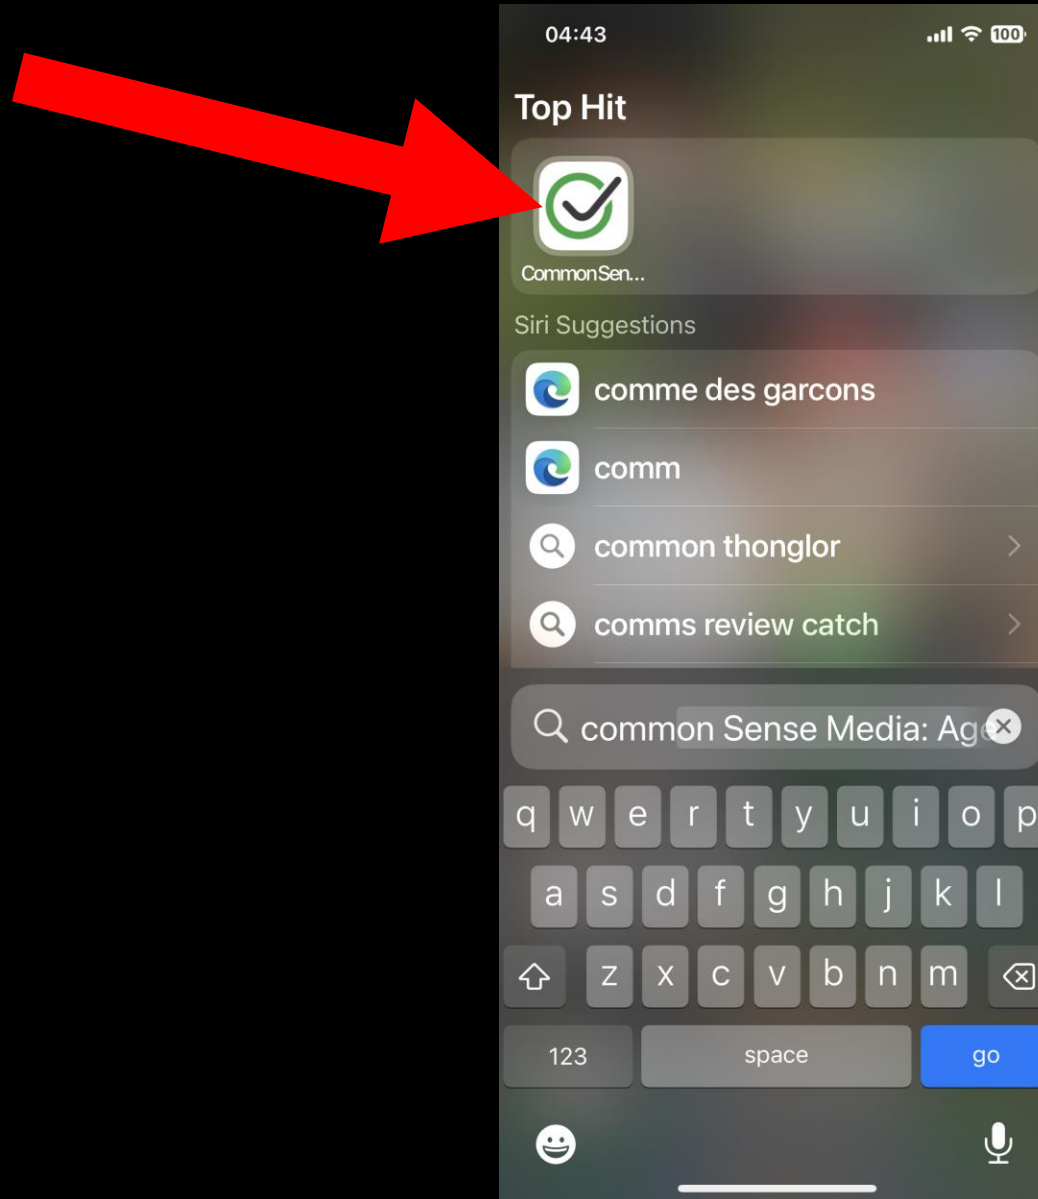 04:43
100
Top Hit
CommonSen...
Siri Suggestions
comme des garcons
comm
common thonglor
comms review catch
common Sense Media: Age
q w e r t y u i o p
a s d f g h j k l
z x c v b n m
123 space go